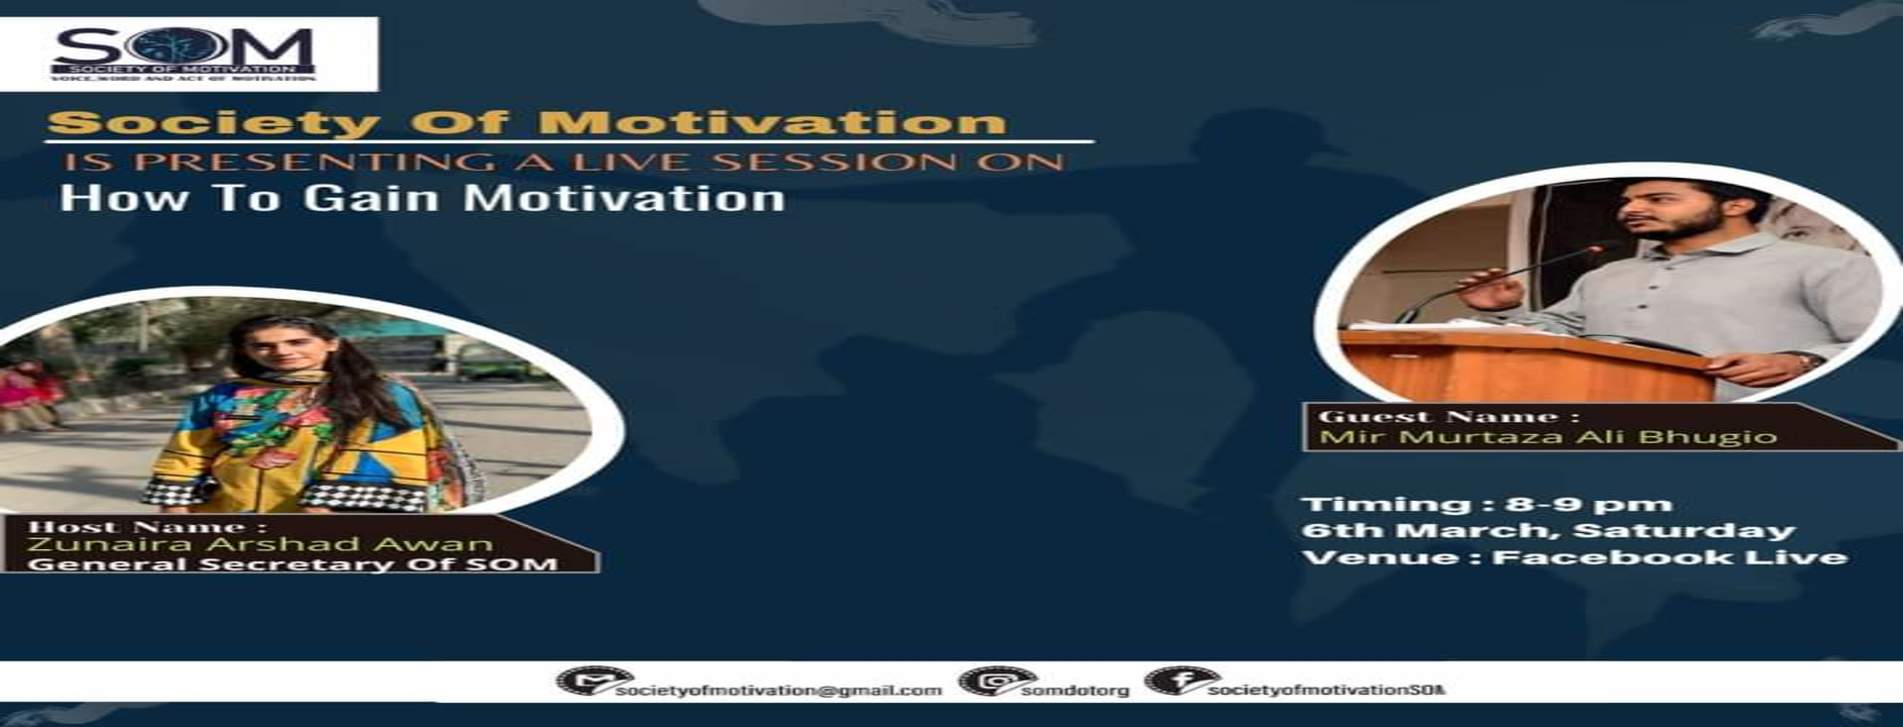 SOM
SOCIETY OF MOTIVATION
VOICE, WORD AND ACT OF MOTIVATION
Society Of Motivation
IS PRESENTING A LIVE SESSION ON
How To Gain Motivation
Host Name :
Zunaira Arshad Awan
General Secretary Of SOM
Guest Name :
Mir Murtaza Ali Bhugio
Timing : 8-9 pm
6th March, Saturday
Venue : Facebook Live
societyofmotivation@gmail.com
somdotorg